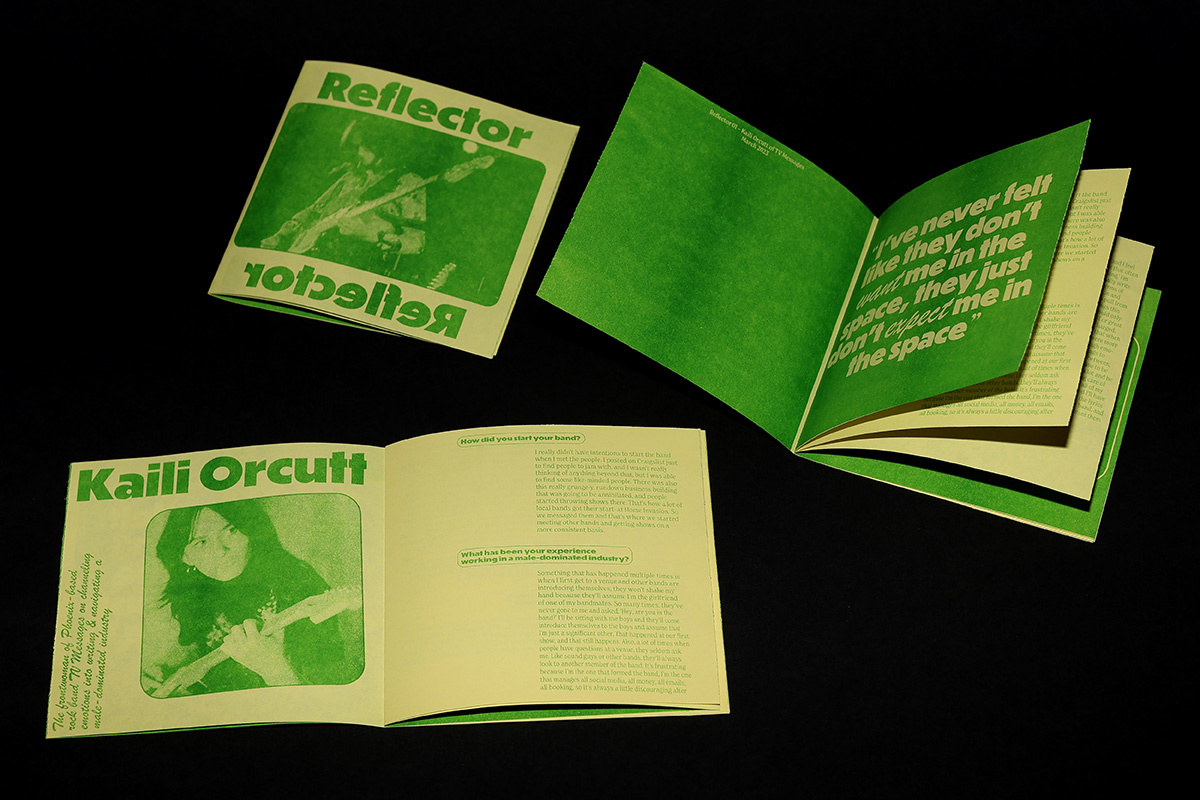 Reflector
Reflector
Reflector 01 - Kaili Orcutt of TV Messages
March 2023
"I've never felt
like they don't
want me in the
space, they just
don't expect me in
the space"
Kaili Orcutt
The frontwoman of Phoenix-based
rock band TV Messages on channeling
emotions into writing & navigating a
male-dominated industry
How did you start your band?
I really didn't have intentions to start the band
when I met the people. I posted on Craigslist just
to find people to jam with, and I wasn't really
thinking of anything beyond that, but I was able
to find some like-minded people. There was also
this really grunge-y, rundown business building
that was going to be annihilated, and people
started throwing shows there. That's how a lot of
local bands got their start-at Home Invasion. So
we messaged them and that's where we started
meeting other bands and getting shows on a
more consistent basis.
What has been your experience
working in a male-dominated industry?
Something that has happened multiple times is
when I first get to a venue and other bands are
introducing themselves, they won't shake my
hand because they'll assume I'm the girlfriend
of one of my bandmates. So many times, they've
never gone to me and asked, 'Hey, are you in the
band?' I'll be sitting with the boys and they'll come
introduce themselves to the boys and assume that
I'm just a significant other. That happened at our first
show, and that still happens. Also, a lot of times when
people have questions at a venue, they seldom ask
me. Like sound guys or other bands; they'll always
look to another member of the band. It's frustrating
because I'm the one that formed the band, I'm the one
that manages all social media, all money, all emails,
all booking, so it's always a little discouraging after